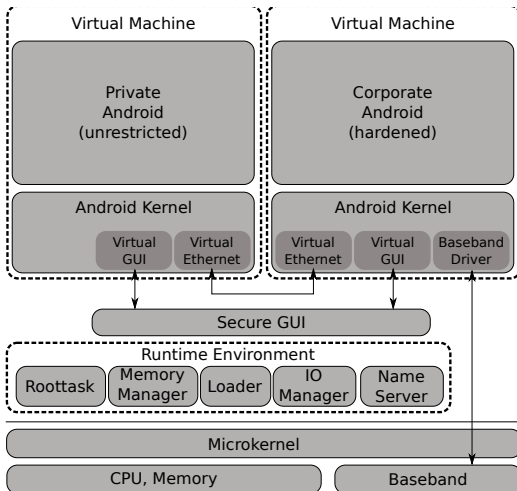 Virtual Machine
Private
Android
(unrestricted)
Android Kernel
Virtual
GUI
Virtual
Ethernet
Virtual Machine
Corporate
Android
(hardened)
Android Kernel
Virtual
Ethernet
Virtual
GUI
Baseband
Driver
Secure GUI
Runtime Environment
Roottask
Memory
Manager
Loader
IO
Manager
Name
Server
Microkernel
CPU, Memory
Baseband